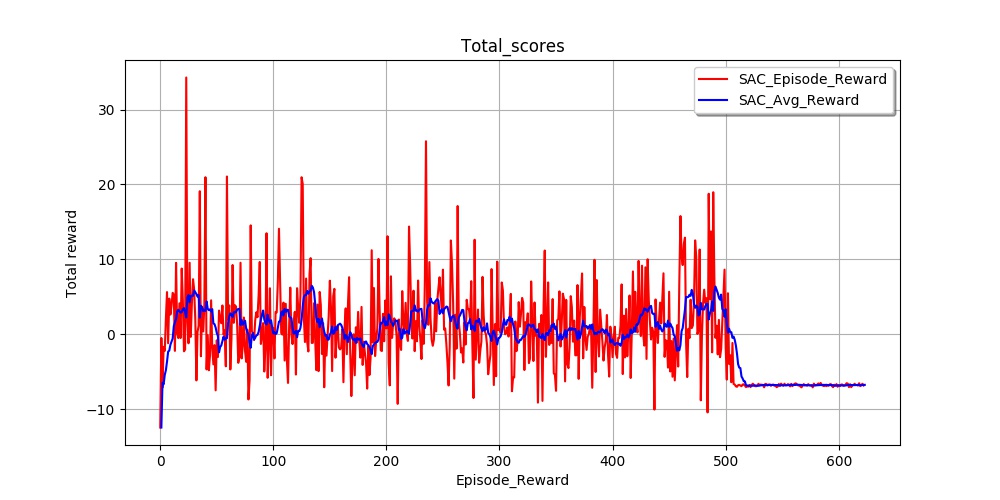 Total_scores
SAC_Episode_Reward
SAC_Avg_Reward
Total reward
30
20
10
0
−10
0 100 200 300 400 500 600
Episode_Reward